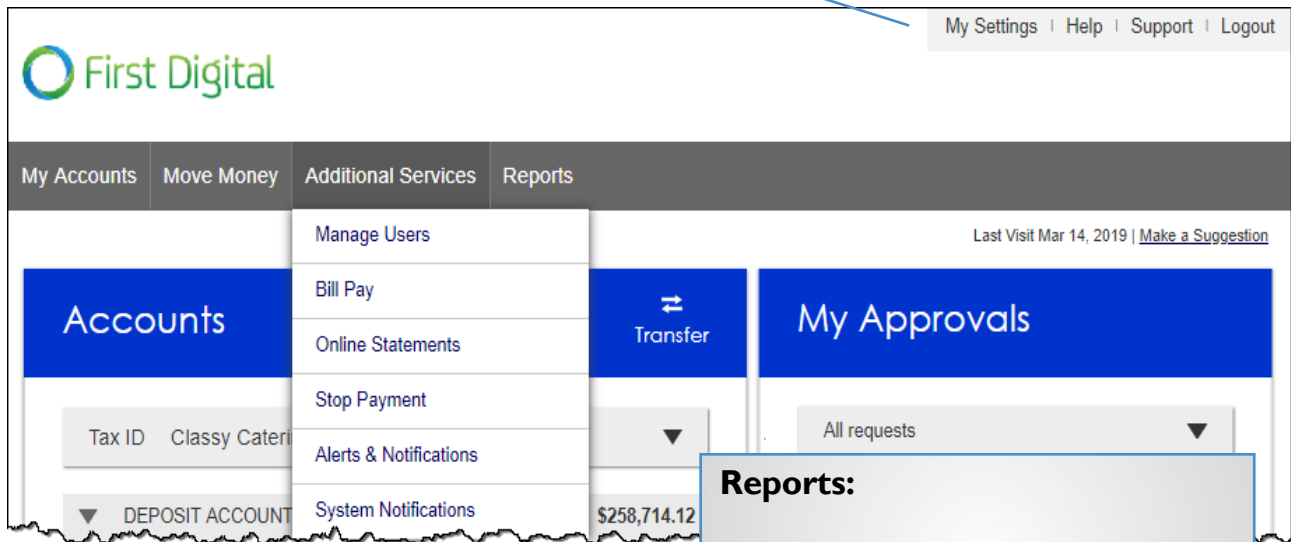 My Settings | Help | Support | Logout
First Digital
My Accounts Move Money Additional Services Reports
Manage Users
Last Visit Mar 14, 2019 | Make a Suggestion
Bill Pay
Accounts
Transfer
My Approvals
Online Statements
Stop Payment
Tax ID Classy Cateri
All requests
Alerts & Notifications
Reports:
DEPOSIT ACCOUNT
System Notifications
$258,714.12